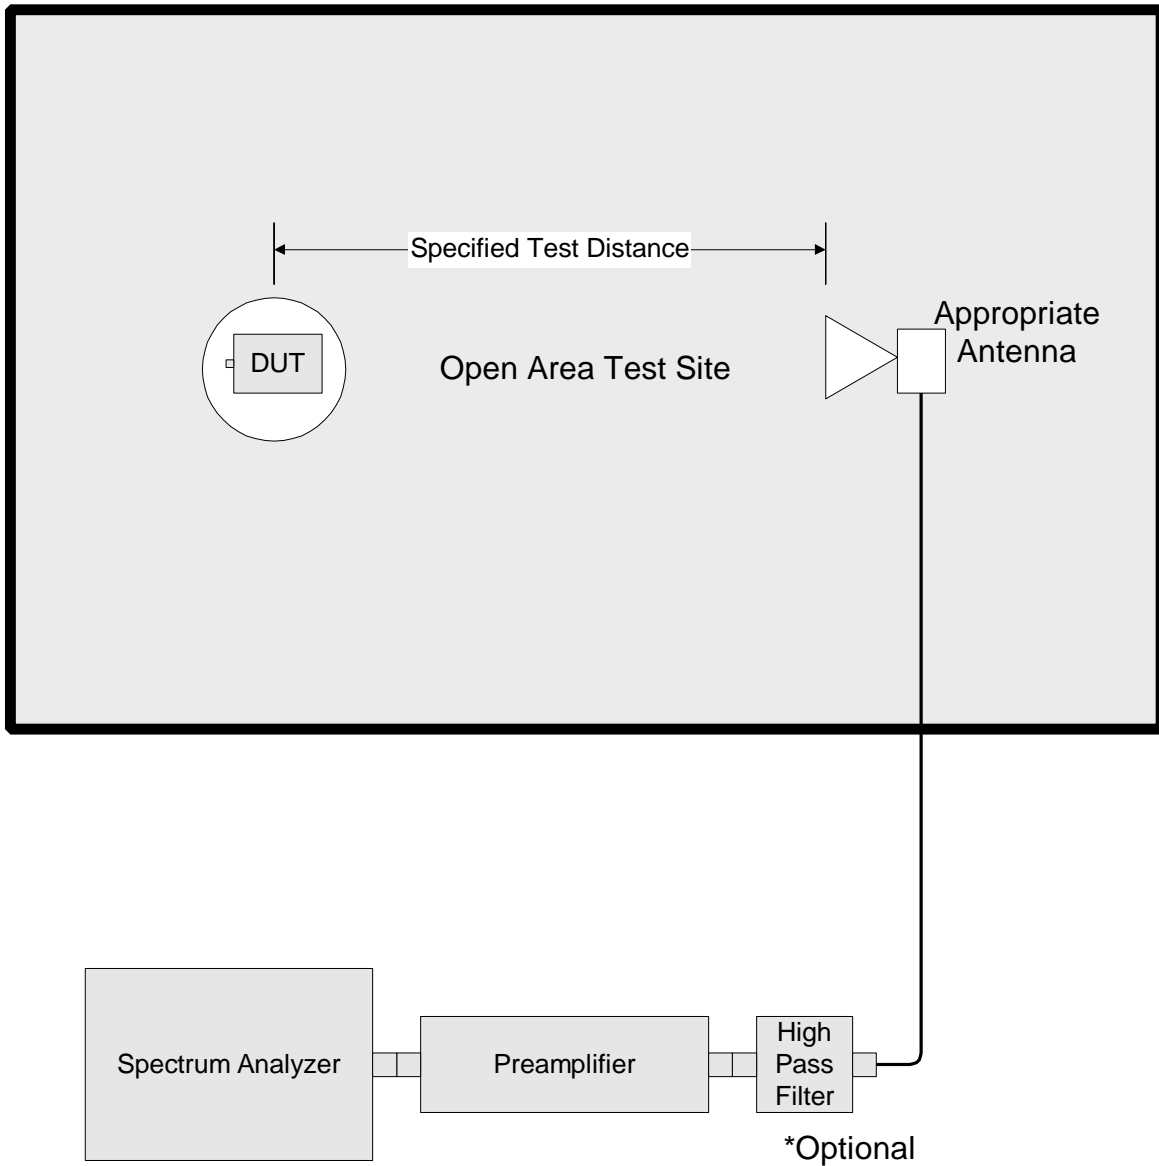 Specified Test Distance
DUT
Open Area Test Site
Appropriate
Antenna
Spectrum Analyzer
Preamplifier
High
Pass
Filter
*Optional